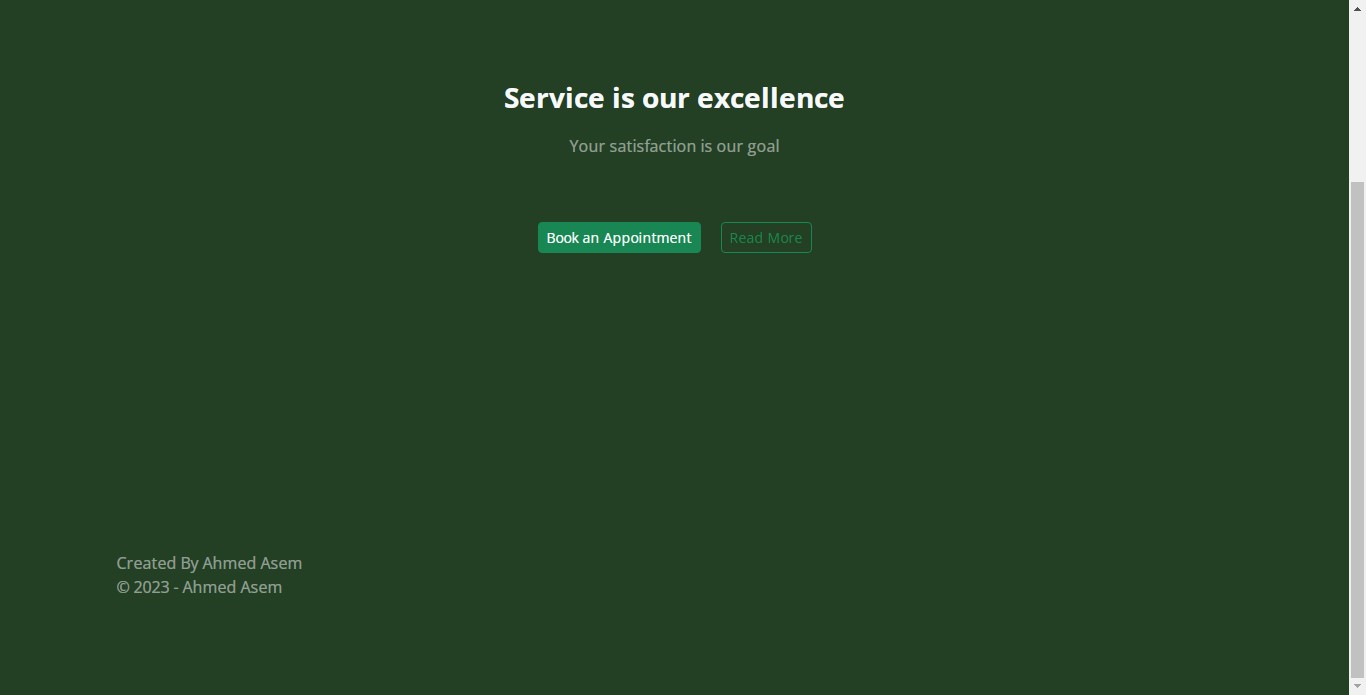 Service is our excellence
Your satisfaction is our goal
Book an Appointment
Read More
Created By Ahmed Asem
© 2023 - Ahmed Asem